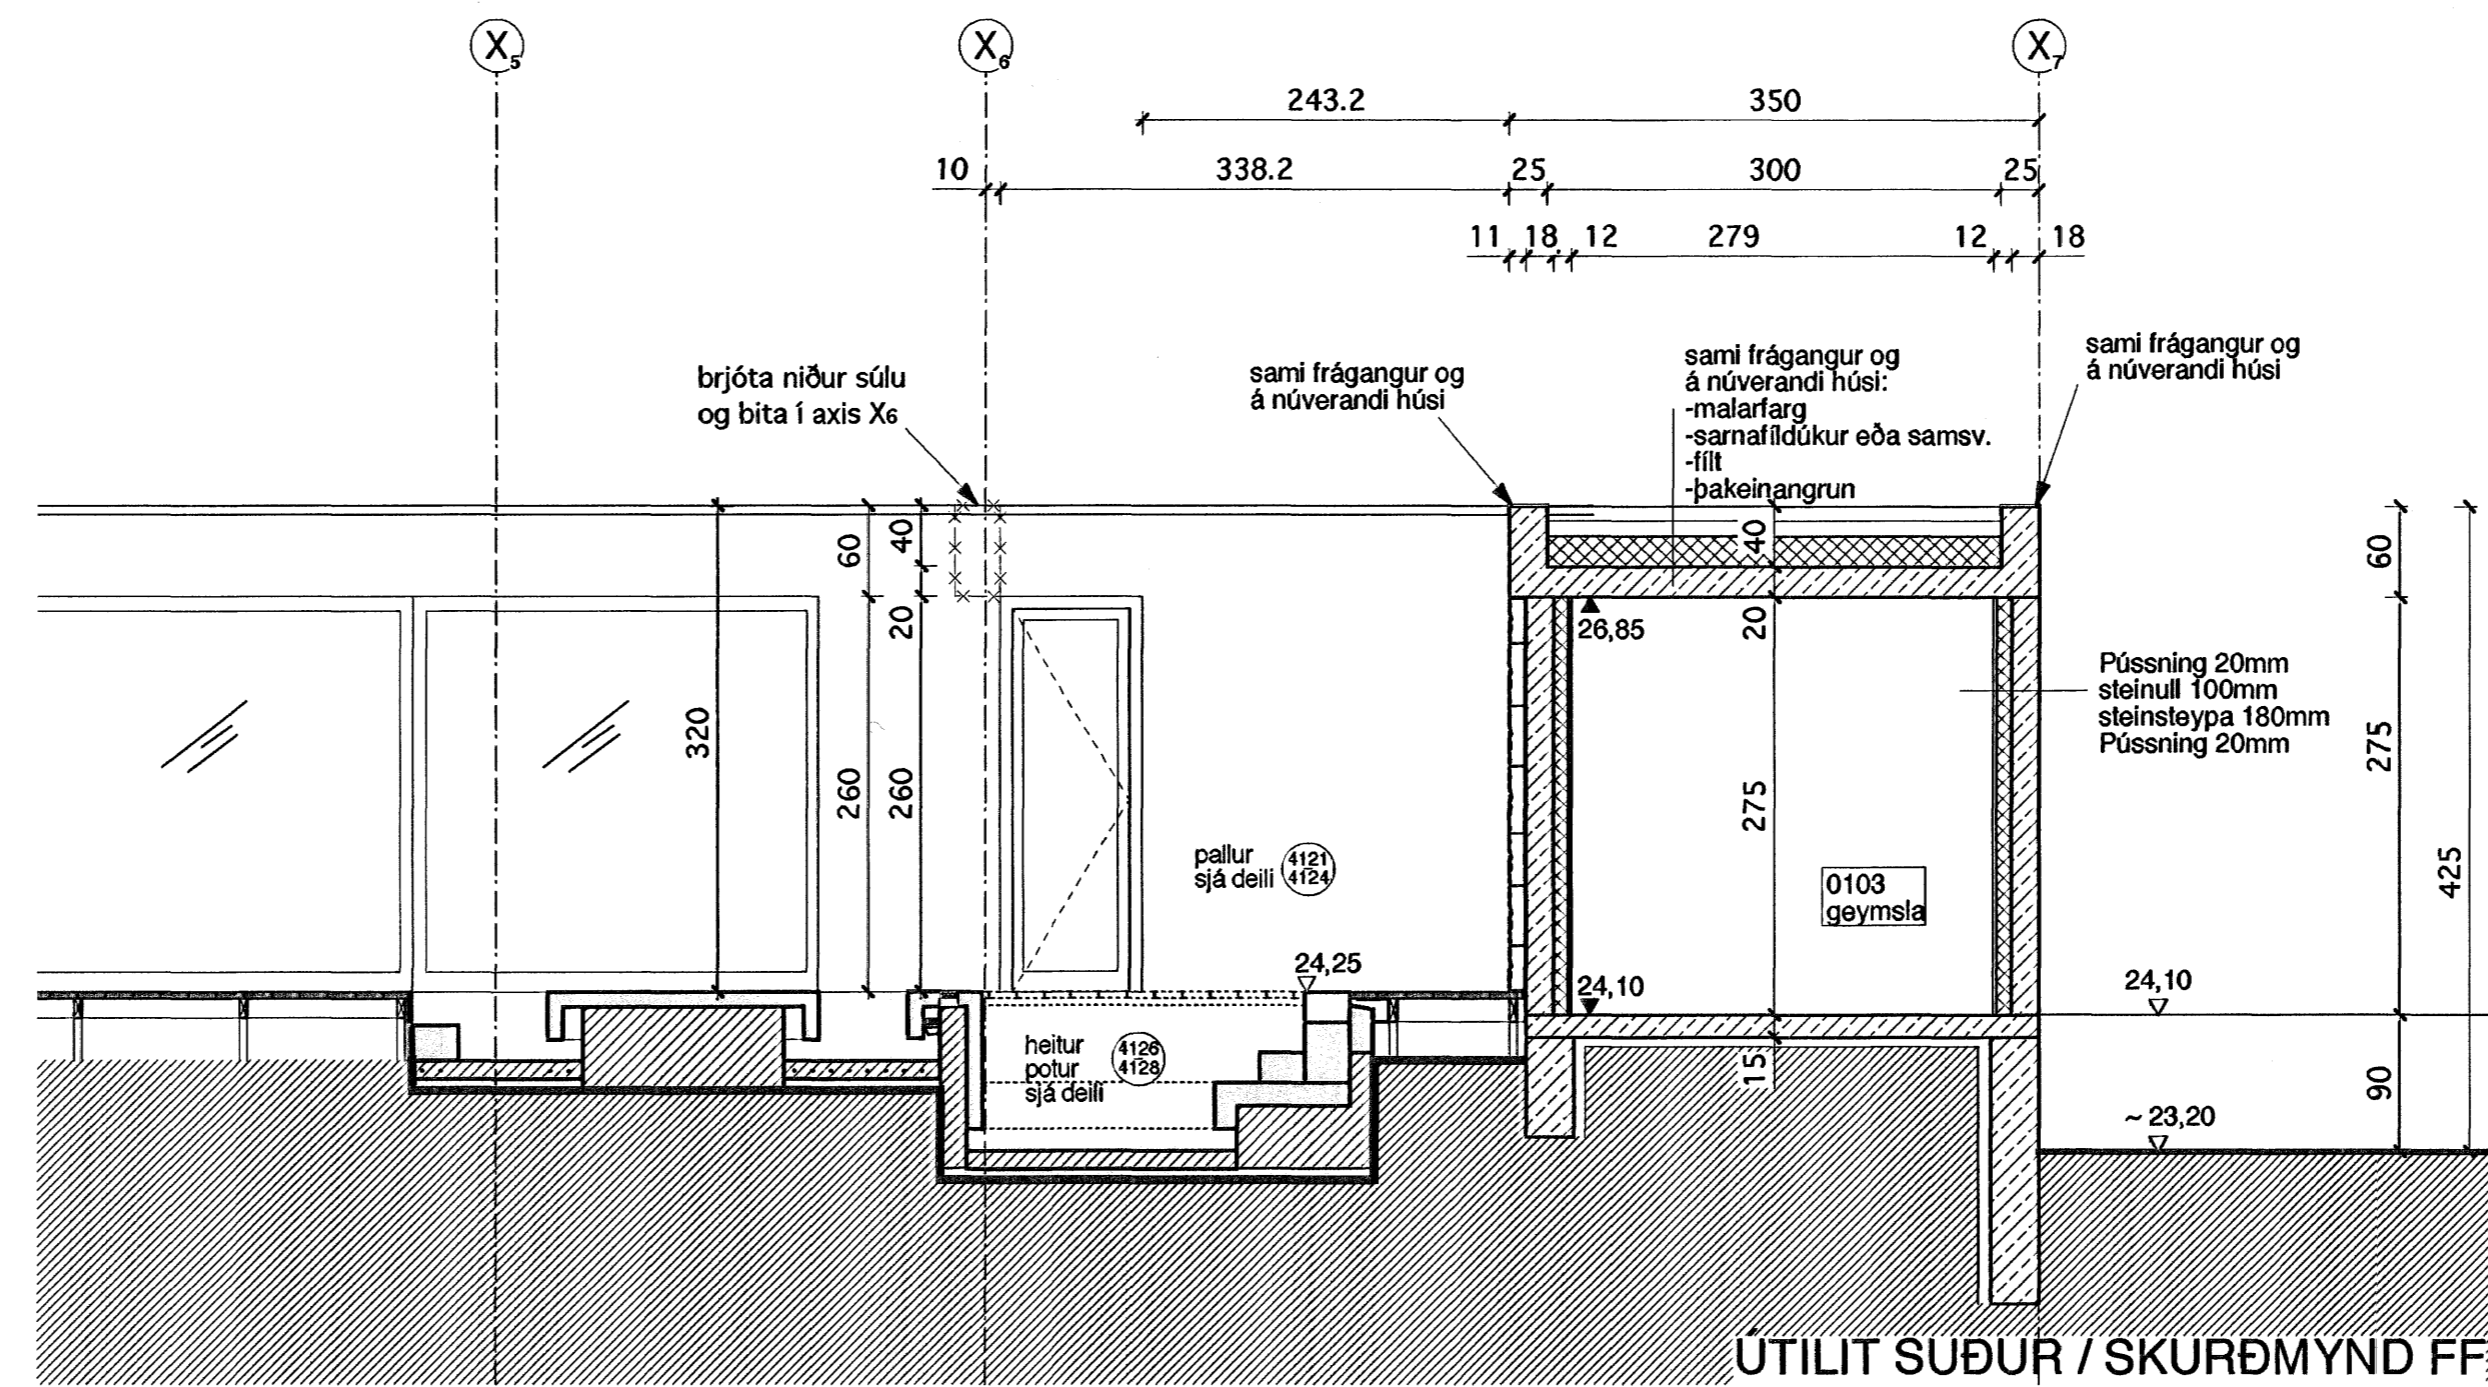 X5 X6 X7
243.2 350
10 338.2 25 300 25
11 18 12 279 12 18
brjóta niður súlu
og bita í axis X6
sami frágangur og
á núverandi húsi
sami frágangur og
á núverandi húsi:
-malarfarg
-sarnafíldúkur eða samsv.
-fílt
-þakeinangrun
sami frágangur og
á núverandi húsi
320
60
260
40
20
260
40
20
275
15
26,85
Pússning 20mm
steinull 100mm
steinsteypa 180mm
Pússning 20mm
60
275
90
425
pallur
sjá deili
4121
4124
0103
geymsla
24,25
24,10
24,10
heitur
potur
sjá deili
4126
4128
~ 23,20
ÚTILIT SUÐUR / SKURÐMYND FF